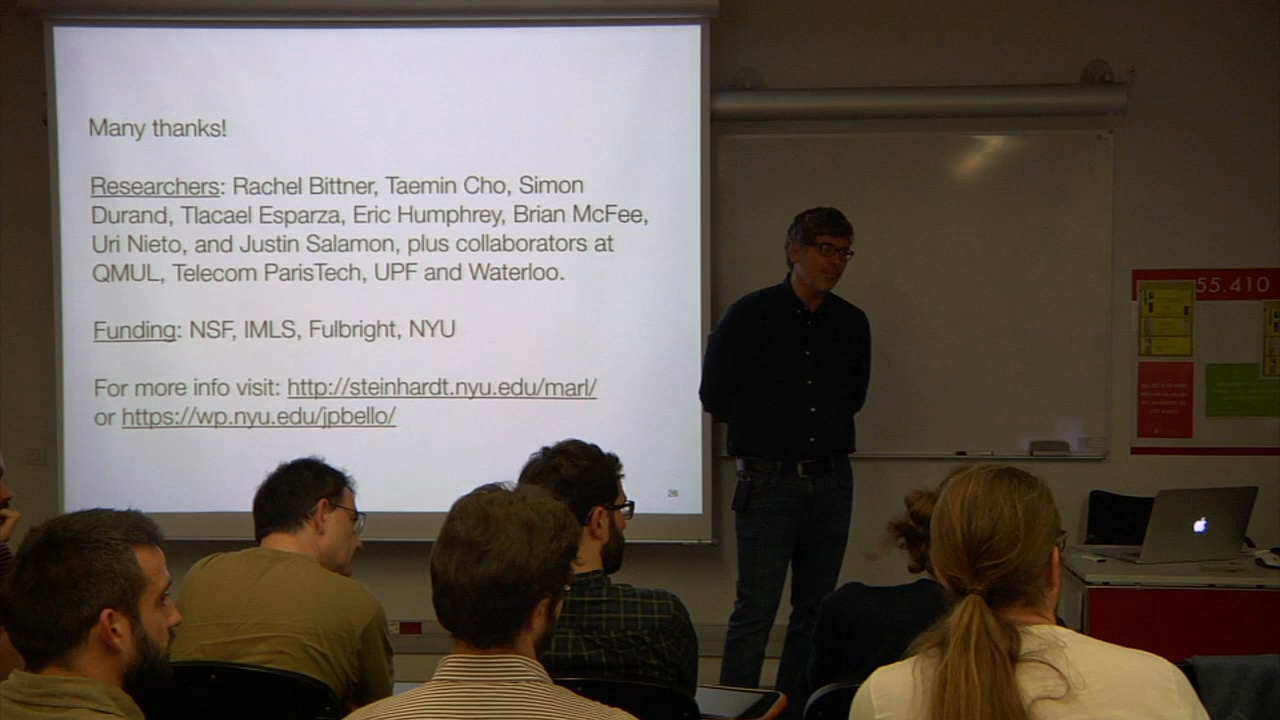 Many thanks!
Researchers: Rachel Bittner, Taemin Cho, Simon
Durand, Tlacael Esparza, Eric Humphrey, Brian McFee,
Uri Nieto, and Justin Salamon, plus collaborators at
QMUL, Telecom ParisTech, UPF and Waterloo.
Funding: NSF, IMLS, Fulbright, NYU
For more info visit: http://steinhardt.nyu.edu/marl/
or https://wp.nyu.edu/jpbello/
26
55.410